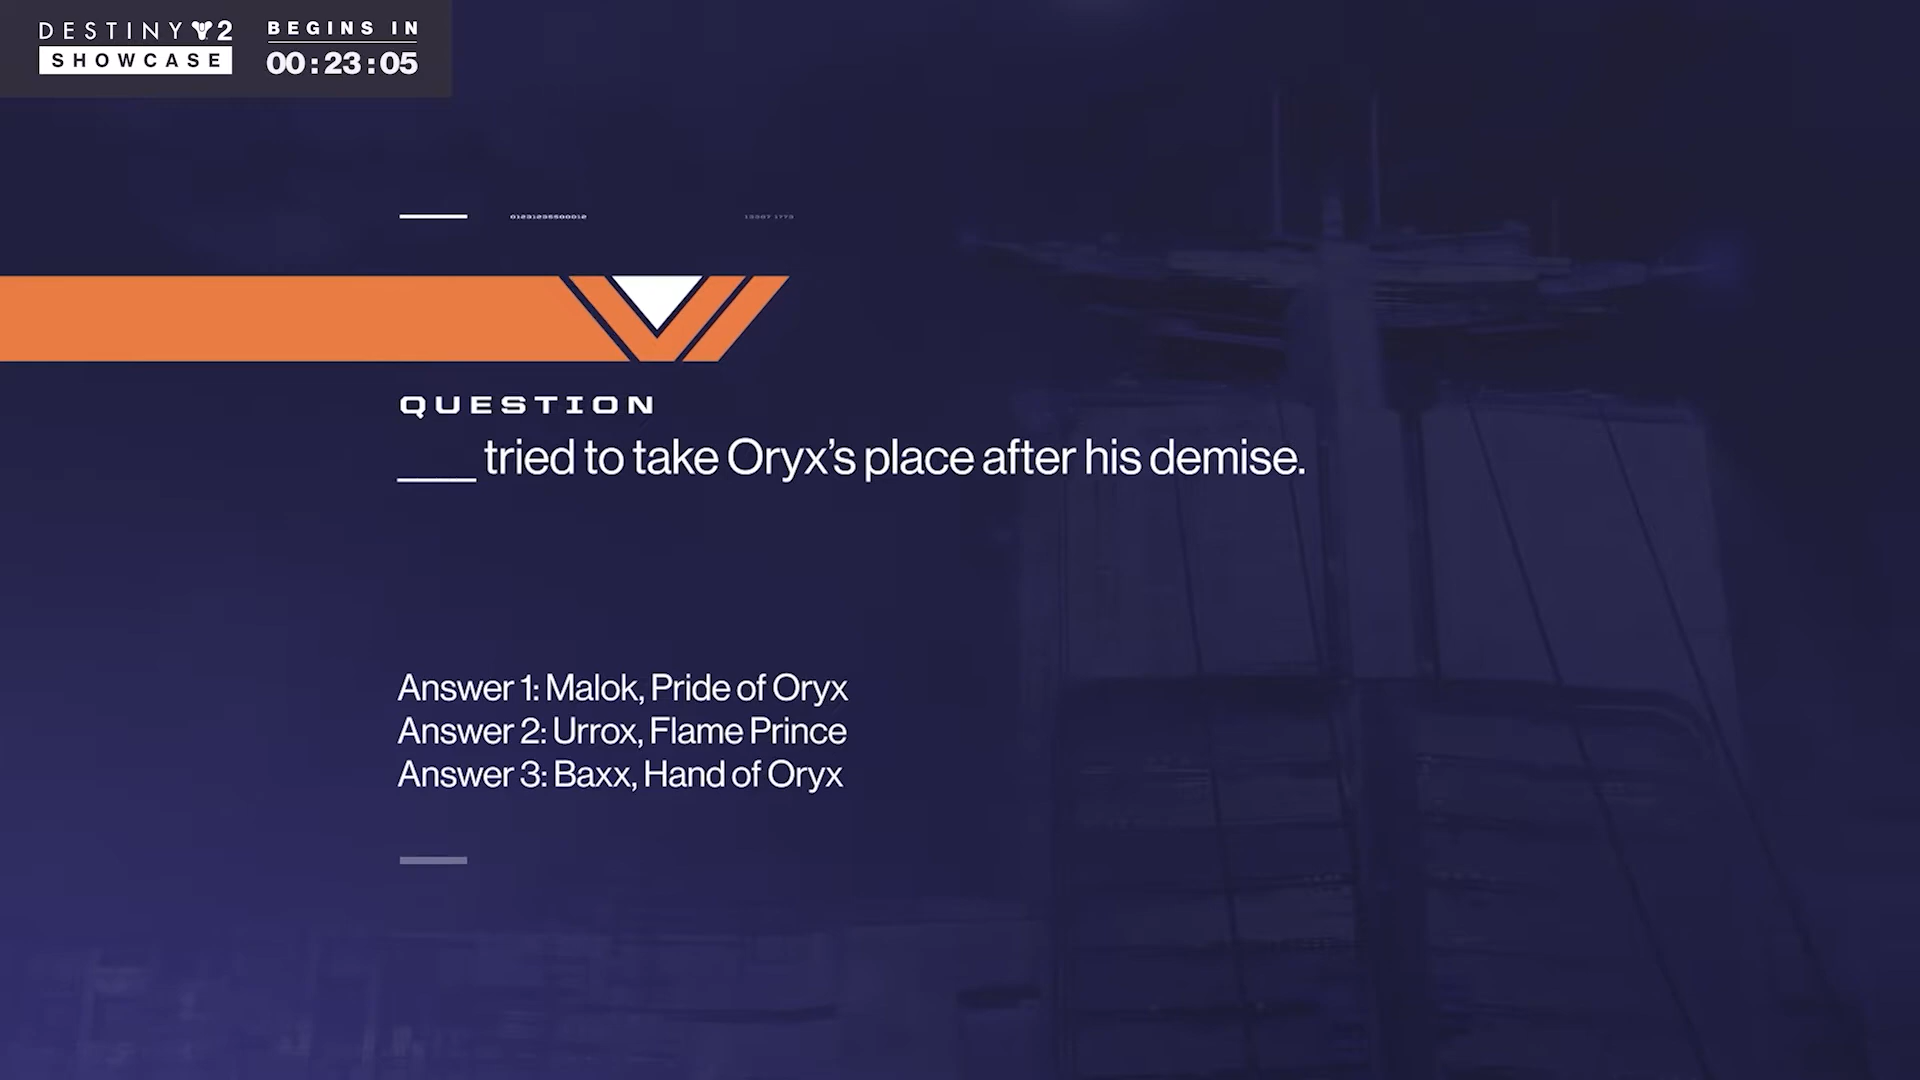 DESTINY 2
SHOWCASE
BEGINS IN
00:23:05
QUESTION
____ tried to take Oryx's place after his demise.
Answer 1: Malok, Pride of Oryx
Answer 2: Urrox, Flame Prince
Answer 3: Baxx, Hand of Oryx